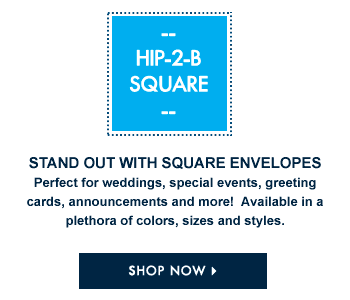 --
HIP-2-B
SQUARE
--
STAND OUT WITH SQUARE ENVELOPES
Perfect for weddings, special events, greeting
cards, announcements and more!  Available in a
plethora of colors, sizes and styles.
SHOP NOW